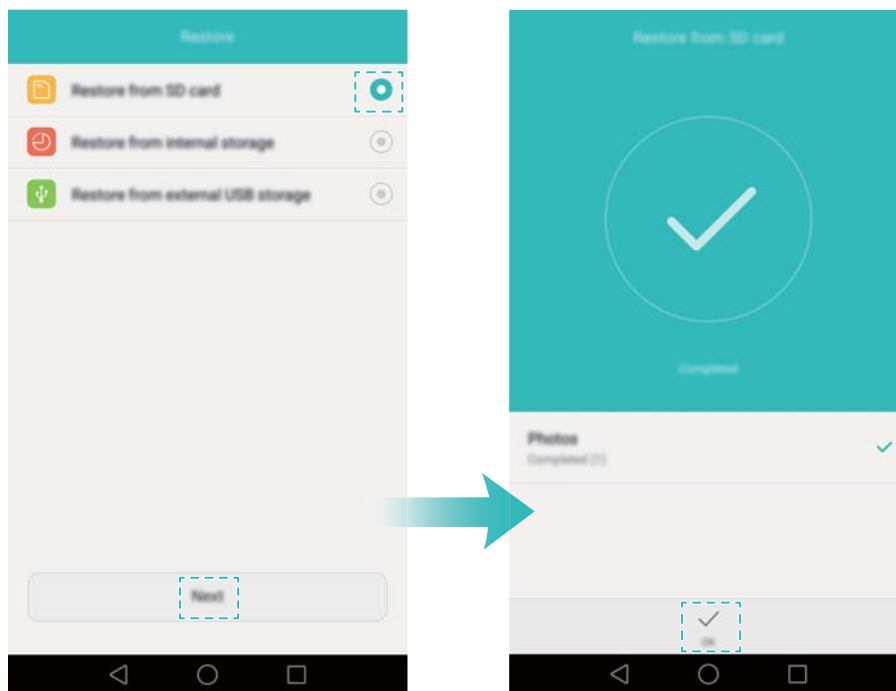 Restore
Restore from SD card
Restore from internal storage
Restore from external USB storage
Next
Restore from SD card
Completed
Photos
Completed (1)
OK